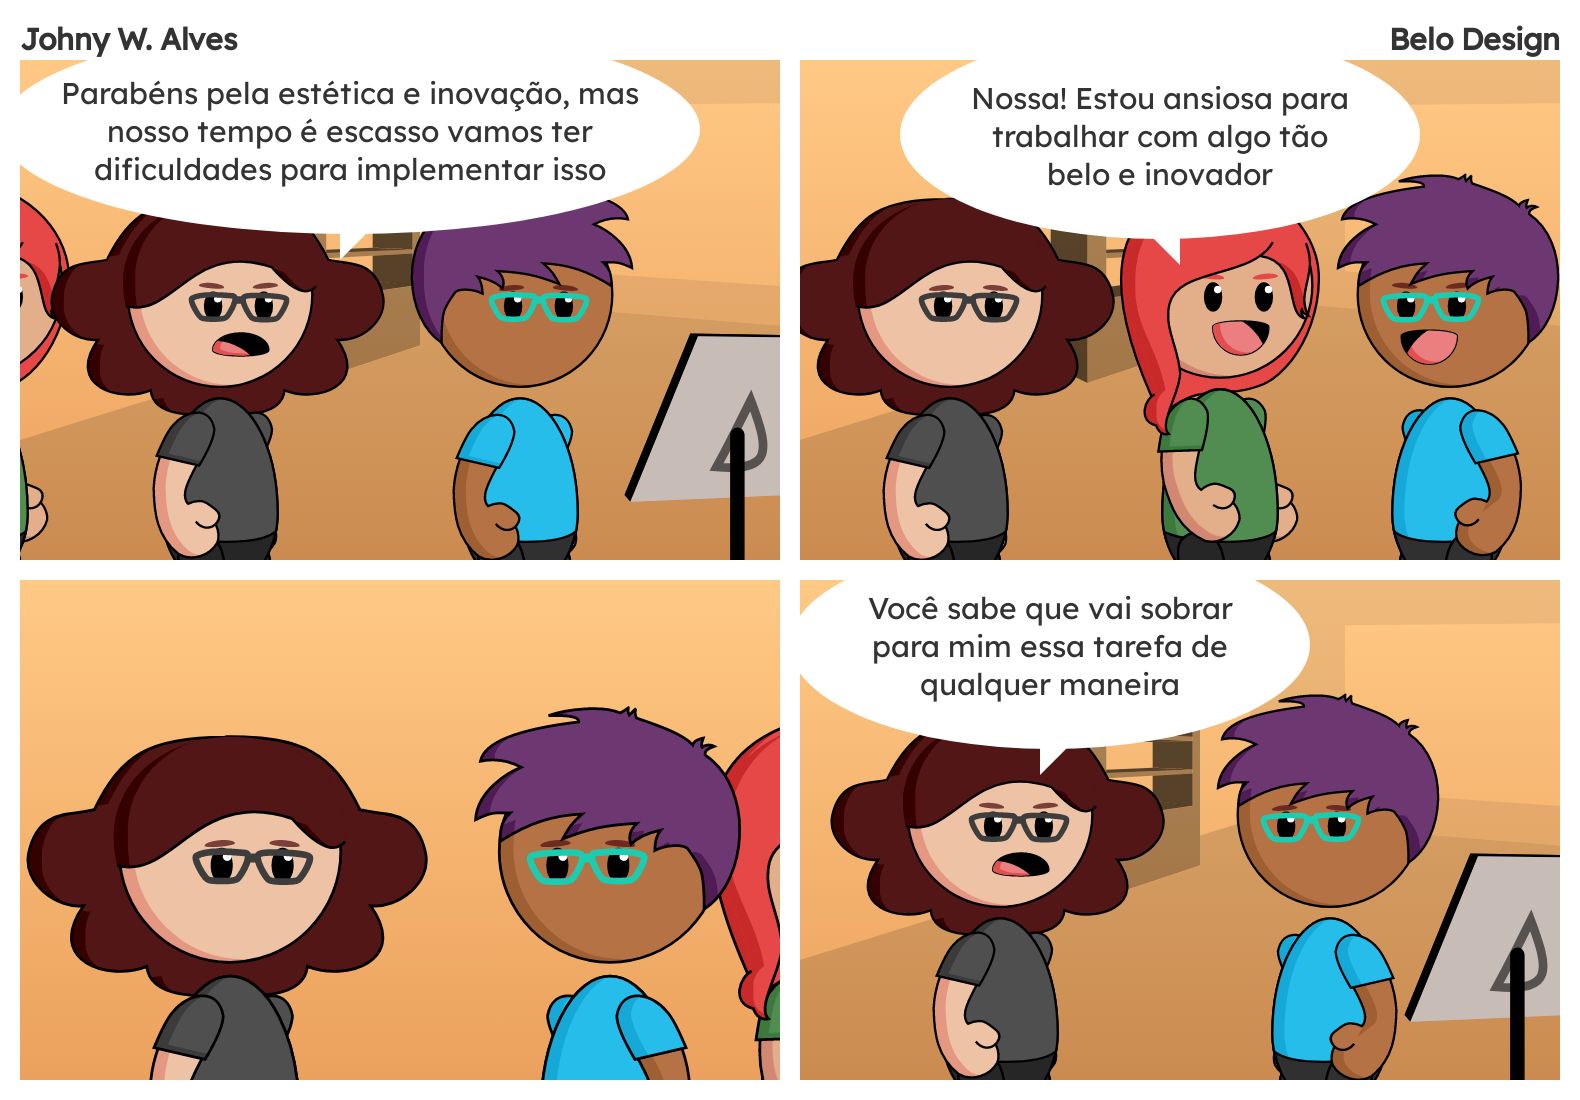 Johny W. Alves
Belo Design
Parabéns pela estética e inovação, mas
nosso tempo é escasso vamos ter
dificuldades para implementar isso
Nossa! Estou ansiosa para
trabalhar com algo tão
belo e inovador
Você sabe que vai sobrar
para mim essa tarefa de
qualquer maneira